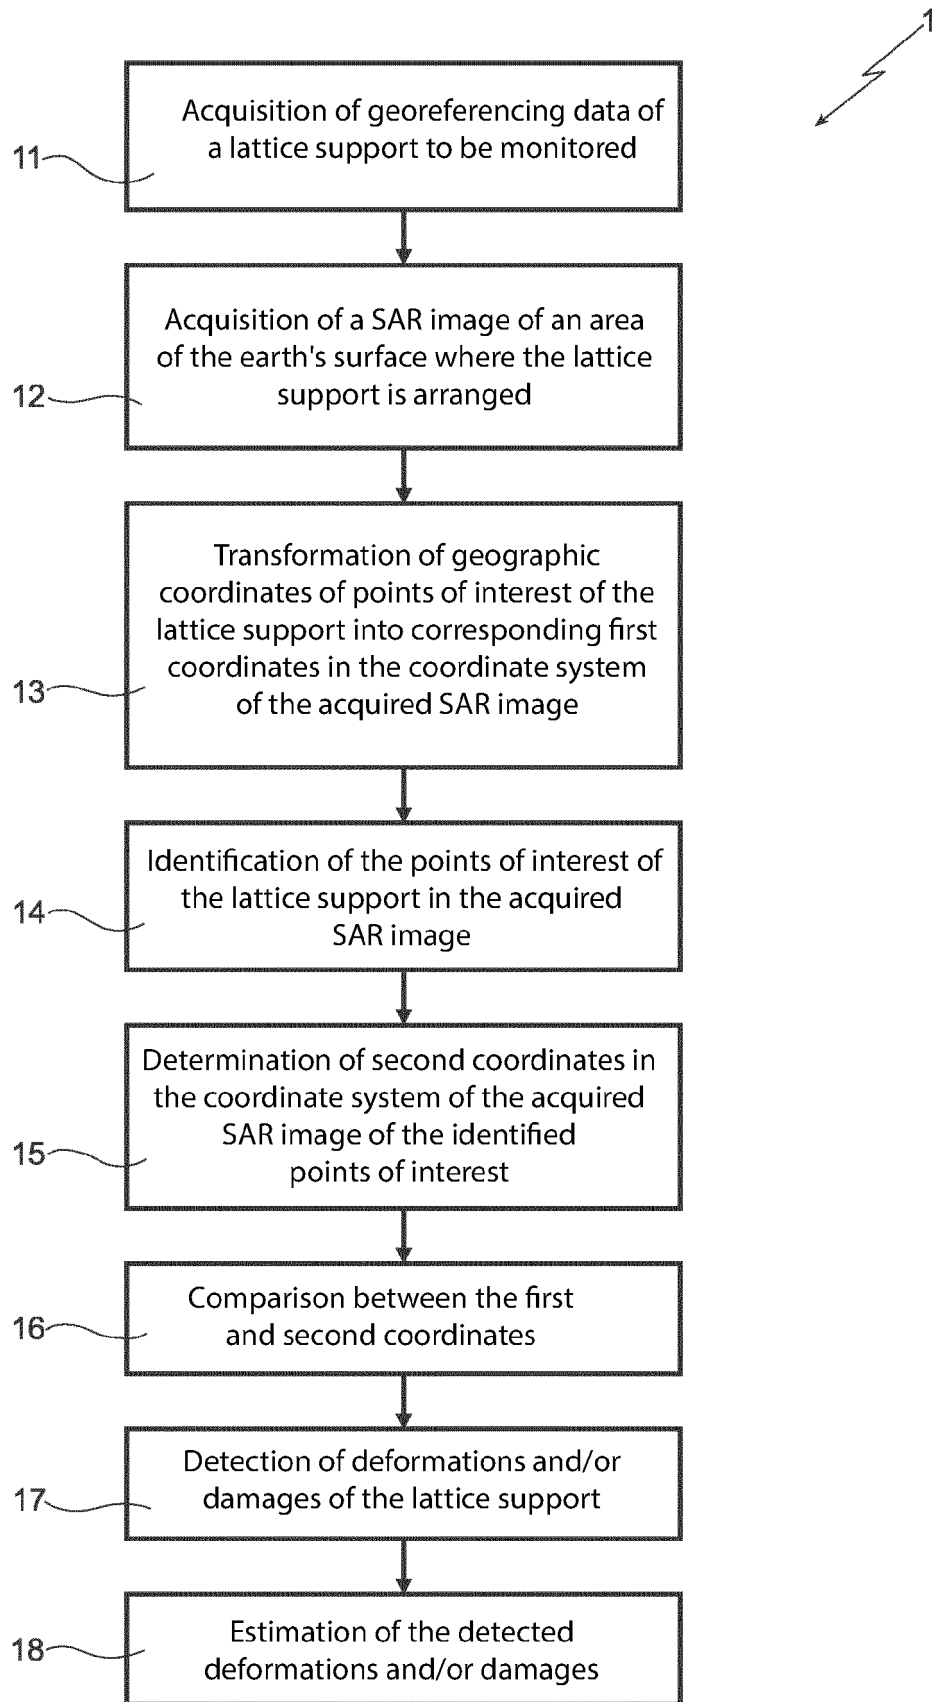 1
Acquisition of georeferencing data of
a lattice support to be monitored
11
Acquisition of a SAR image of an area
of the earth's surface where the lattice
support is arranged
12
Transformation of geographic
coordinates of points of interest of the
lattice support into corresponding first
coordinates in the coordinate system
of the acquired SAR image
13
Identification of the points of interest of
the lattice support in the acquired
SAR image
14
Determination of second coordinates in
the coordinate system of the acquired
SAR image of the identified
points of interest
15
Comparison between the first
and second coordinates
16
Detection of deformations and/or
damages of the lattice support
17
Estimation of the detected
deformations and/or damages
18